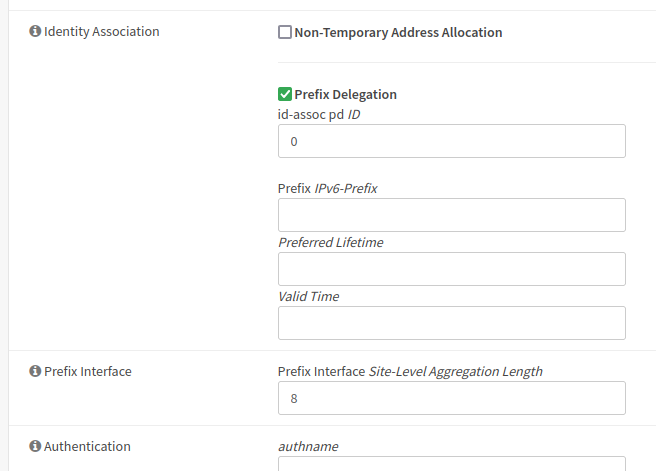 Identity Association
Non-Temporary Address Allocation
Prefix Delegation
id-assoc pd ID
0
Prefix IPv6-Prefix
Preferred Lifetime
Valid Time
Prefix Interface
Prefix Interface Site-Level Aggregation Length
8
Authentication
authname